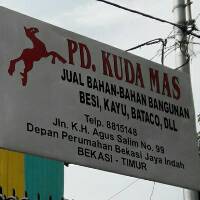 PD. KUDA MAS
JUAL BAHAN-BAHAN BANGUNAN
BESI, KAYU, BATACO, DLL
Telp. 8815148
Jln. K.H. Agus Salim No. 99
Depan Perumahan Bekasi Jaya Indah
BEKASI - TIMUR